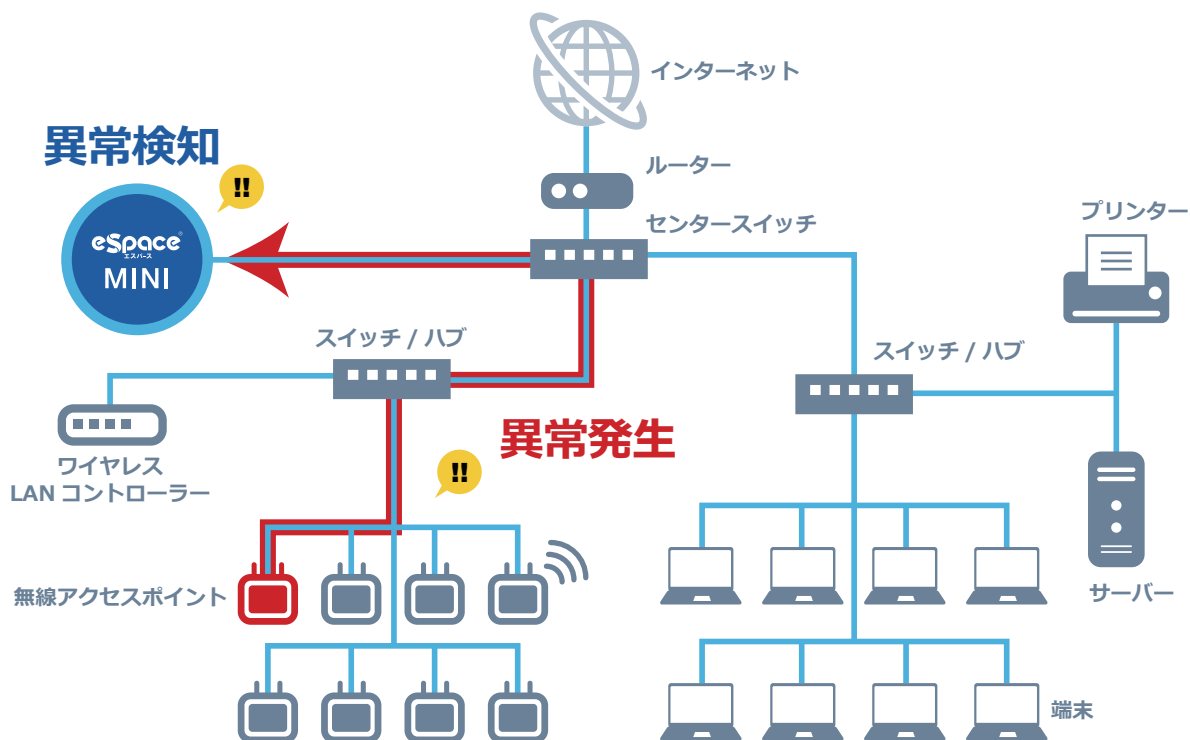 インターネット
異常検知
!!
ルーター
センタースイッチ
プリンター
eSpace®
エスパース
MINI
スイッチ / ハブ
スイッチ / ハブ
異常発生
!!
ワイヤレス
LAN コントローラー
無線アクセスポイント
サーバー
端末